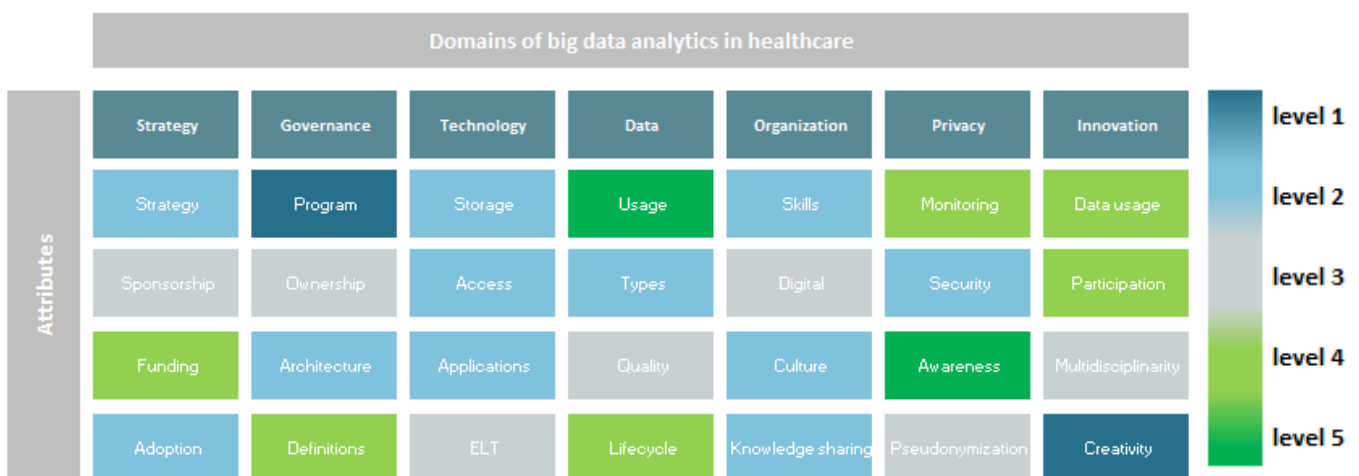 Domains of big data analytics in healthcare
Attributes
Strategy Governance Technology Data Organization Privacy Innovation
level 1
Strategy Program Storage Usage Skills Monitoring Data usage
level 2
Sponsorship Ownership Access Types Digital Security Participation
level 3
Funding Architecture Applications Quality Culture Awareness Multidisciplinarity
level 4
Adoption Definitions ELT Lifecycle Knowledge sharing Pseudonymization Creativity
level 5